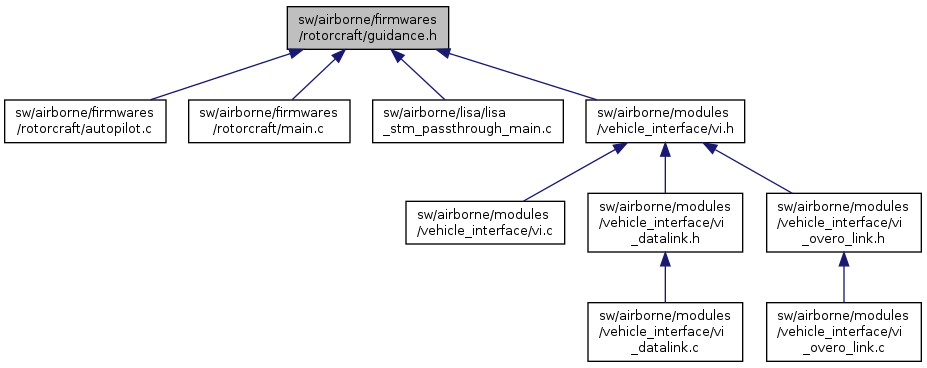 sw/airborne/firmwares
/rotorcraft/guidance.h
sw/airborne/firmwares
/rotorcraft/autopilot.c
sw/airborne/firmwares
/rotorcraft/main.c
sw/airborne/lisa/lisa
_stm_passthrough_main.c
sw/airborne/modules
/vehicle_interface/vi.h
sw/airborne/modules
/vehicle_interface/vi.c
sw/airborne/modules
/vehicle_interface/vi
_datalink.h
sw/airborne/modules
/vehicle_interface/vi
_overo_link.h
sw/airborne/modules
/vehicle_interface/vi
_datalink.c
sw/airborne/modules
/vehicle_interface/vi
_overo_link.c